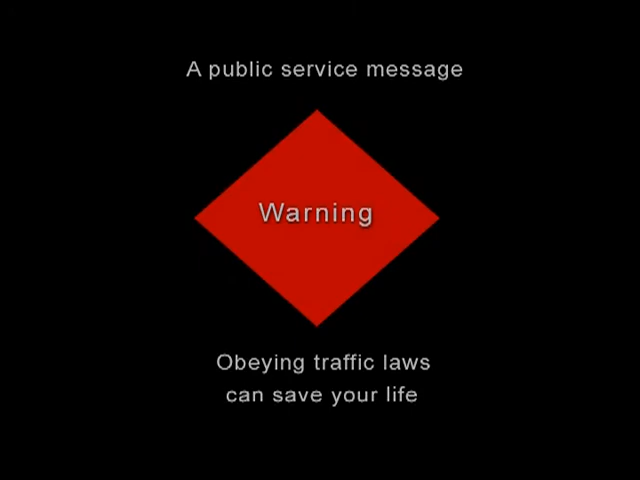 A public service message
Warning
Obeying traffic laws
can save your life